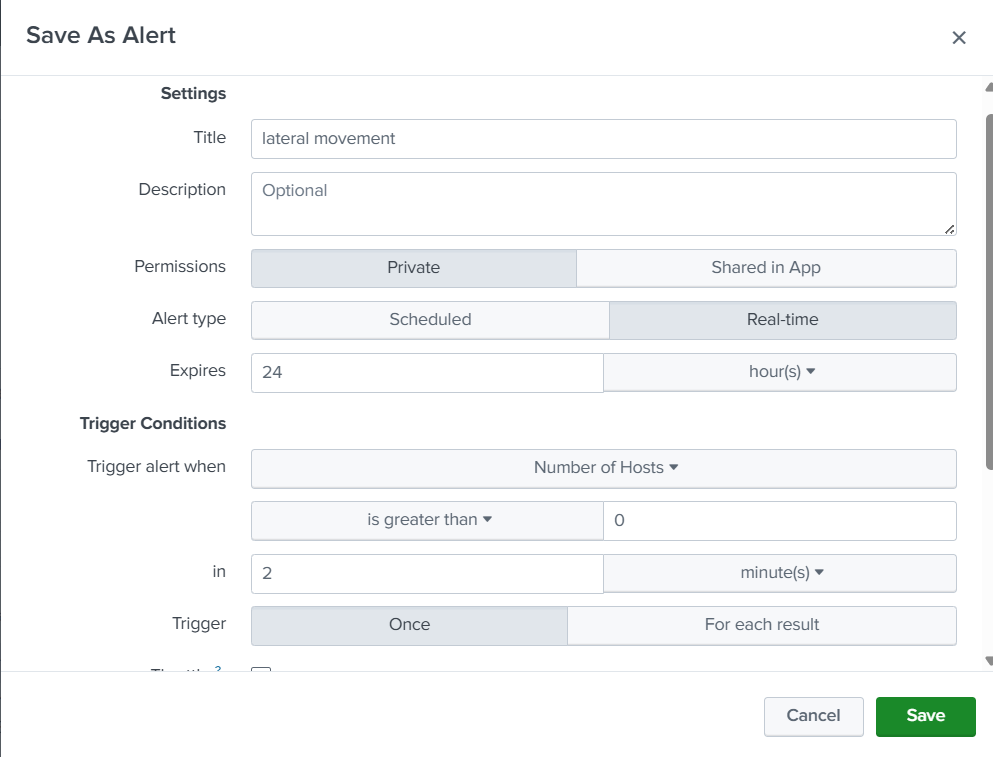 Save As Alert
Settings
Title lateral movement
Description Optional
Permissions Private Shared in App
Alert type Scheduled Real-time
Expires 24 hour(s)
Trigger Conditions
Trigger alert when Number of Hosts
is greater than 0
in 2 minute(s)
Trigger Once For each result
Cancel Save